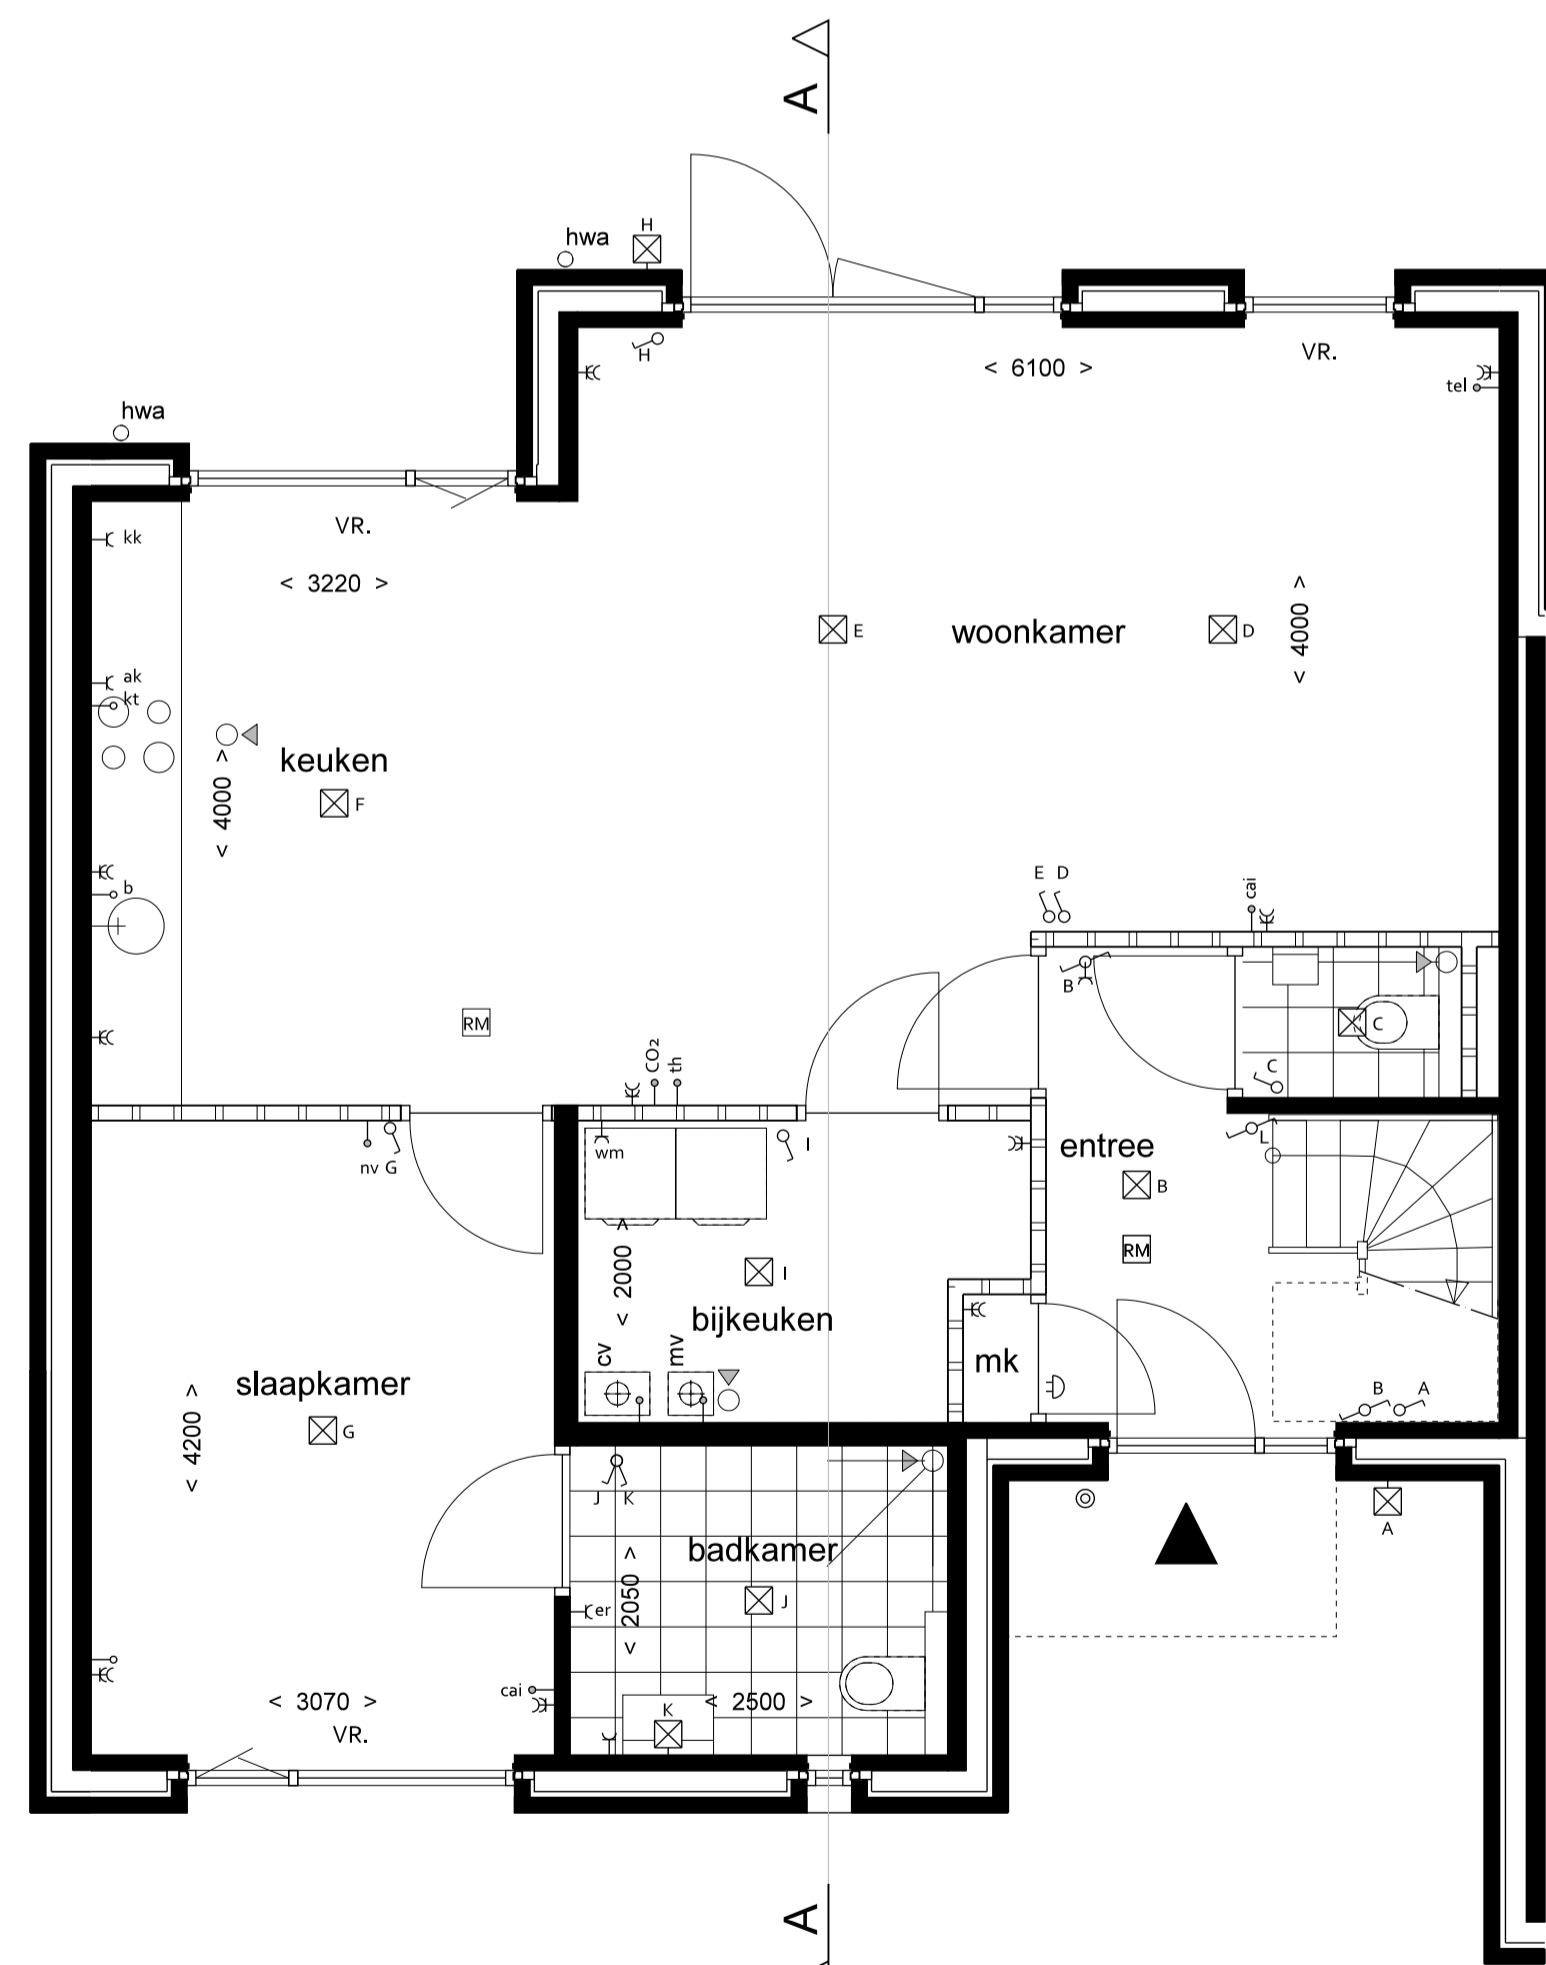 A
hwa
H
H
< 6100 >
VR.
tel
hwa
VR.
kk
< 3220 >
E
woonkamer
D
< 4000 >
ak
kt
keuken
< 4000 >
F
E D
cai
b
B
RM
C
C
CO2
th
nv G
wm
I
entree
L
B
< 2000 >
I
RM
bijkeuken
cv
mv
mk
slaapkamer
B A
< 4200 >
G
J K
badkamer
A
< 2050 >
er
J
cai
< 3070 >
K
< 2500 >
VR.
A